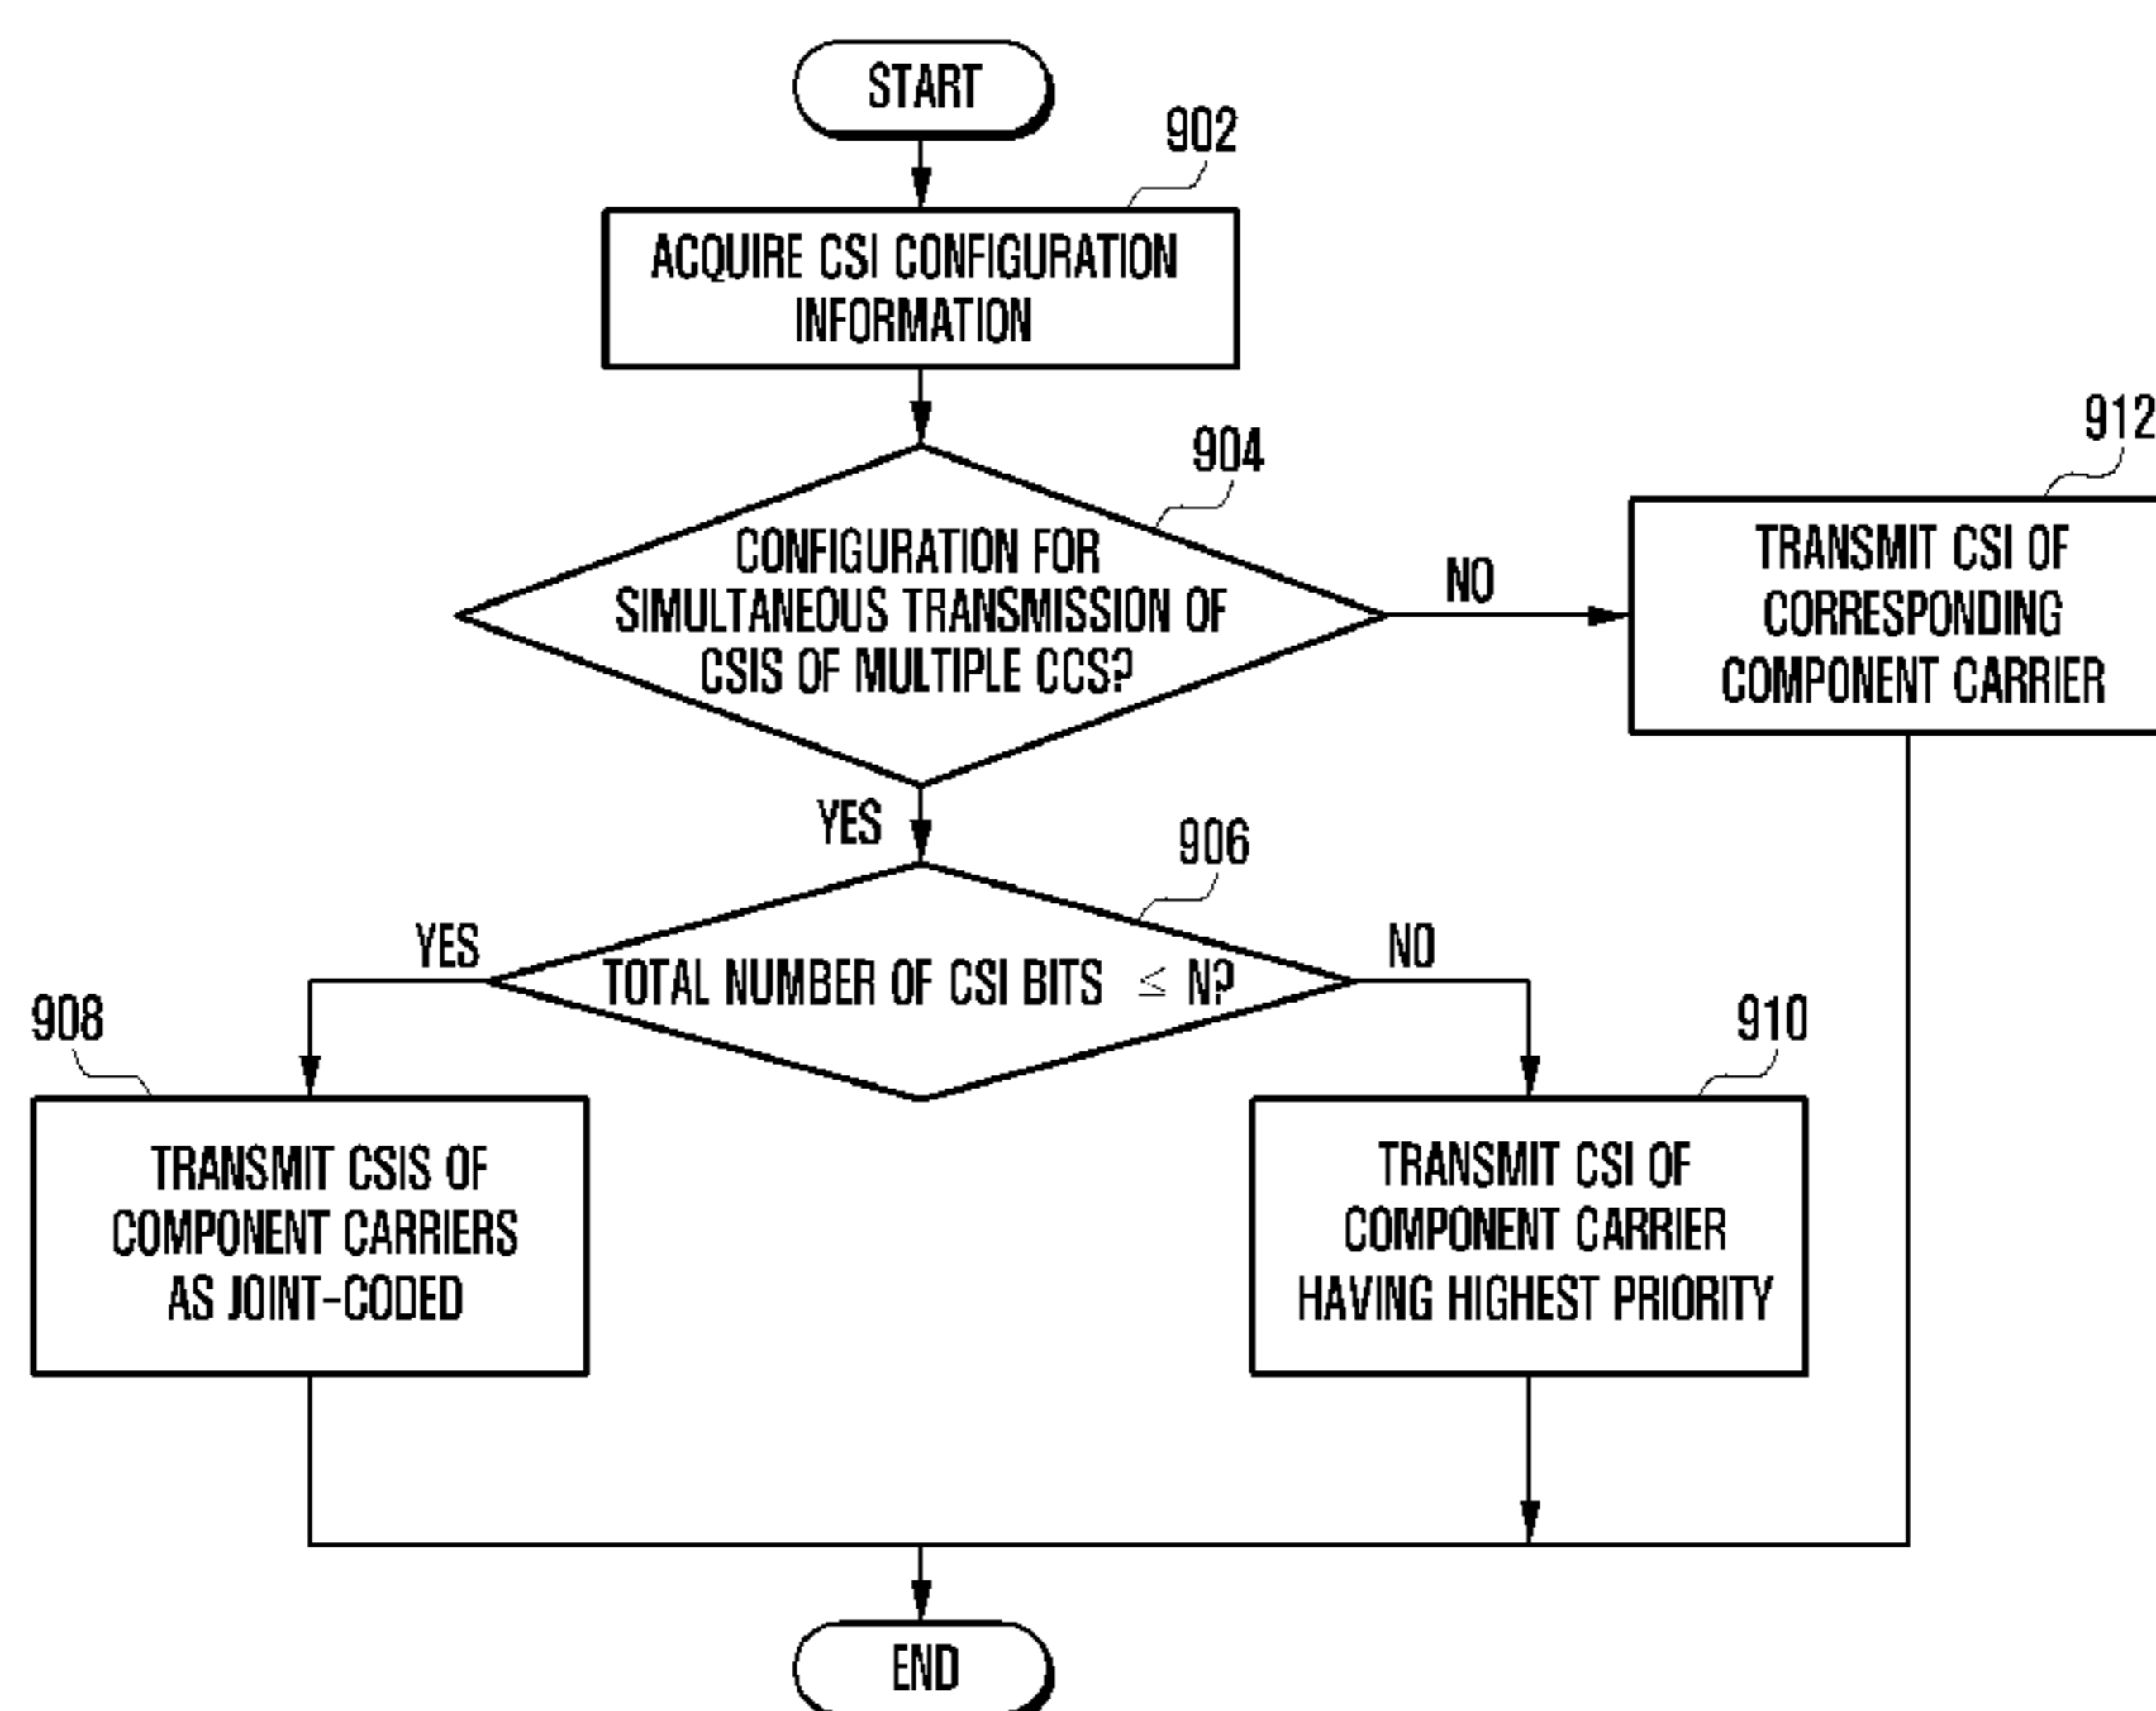 START
902
ACQUIRE CSI CONFIGURATION
INFORMATION
904
CONFIGURATION FOR
SIMULTANEOUS TRANSMISSION OF
CSIS OF MULTIPLE CCS?
NO
912
TRANSMIT CSI OF
CORRESPONDING
COMPONENT CARRIER
YES
906
TOTAL NUMBER OF CSI BITS ≤ N?
YES
NO
908
TRANSMIT CSIS OF
COMPONENT CARRIERS
AS JOINT-CODED
910
TRANSMIT CSI OF
COMPONENT CARRIER
HAVING HIGHEST PRIORITY
END